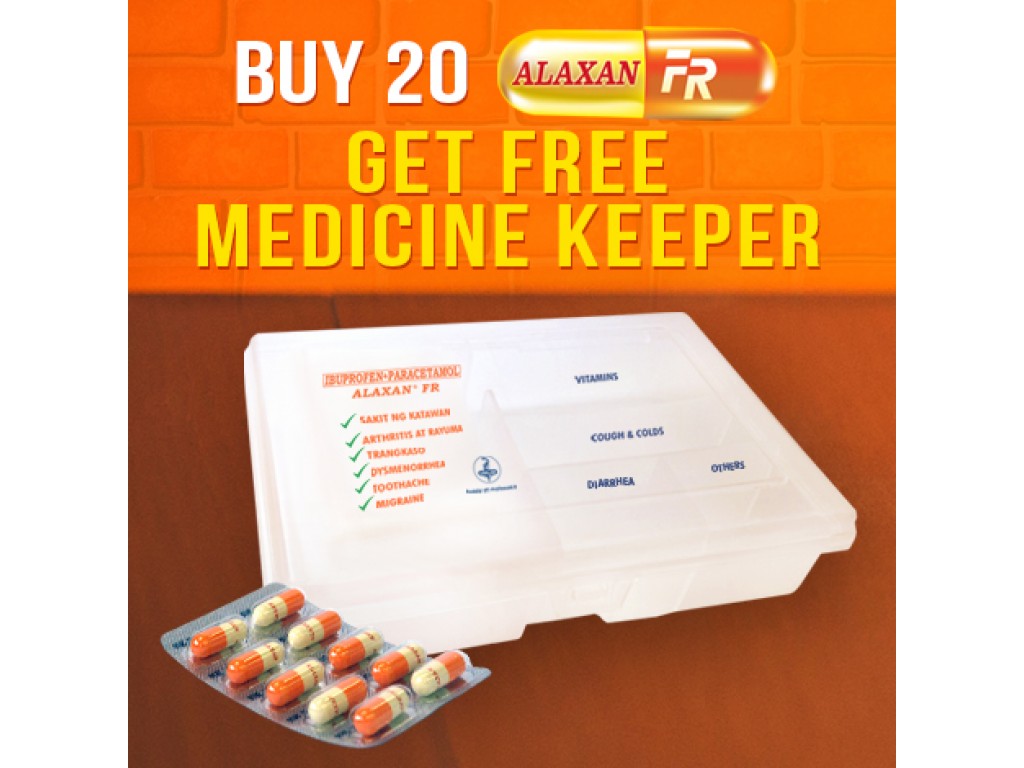 BUY 20 ALAXAN FR
GET FREE
MEDICINE KEEPER
IBUPROFEN+PARACETAMOL
ALAXAN® FR
SAKIT NG KATAWAN
ARTHRITIS AT RAYUMA
TRANGKASO
DYSMENORRHEA
TOOTHACHE
MIGRAINE
VITAMINS
COUGH & COLDS
DIARRHEA
OTHERS